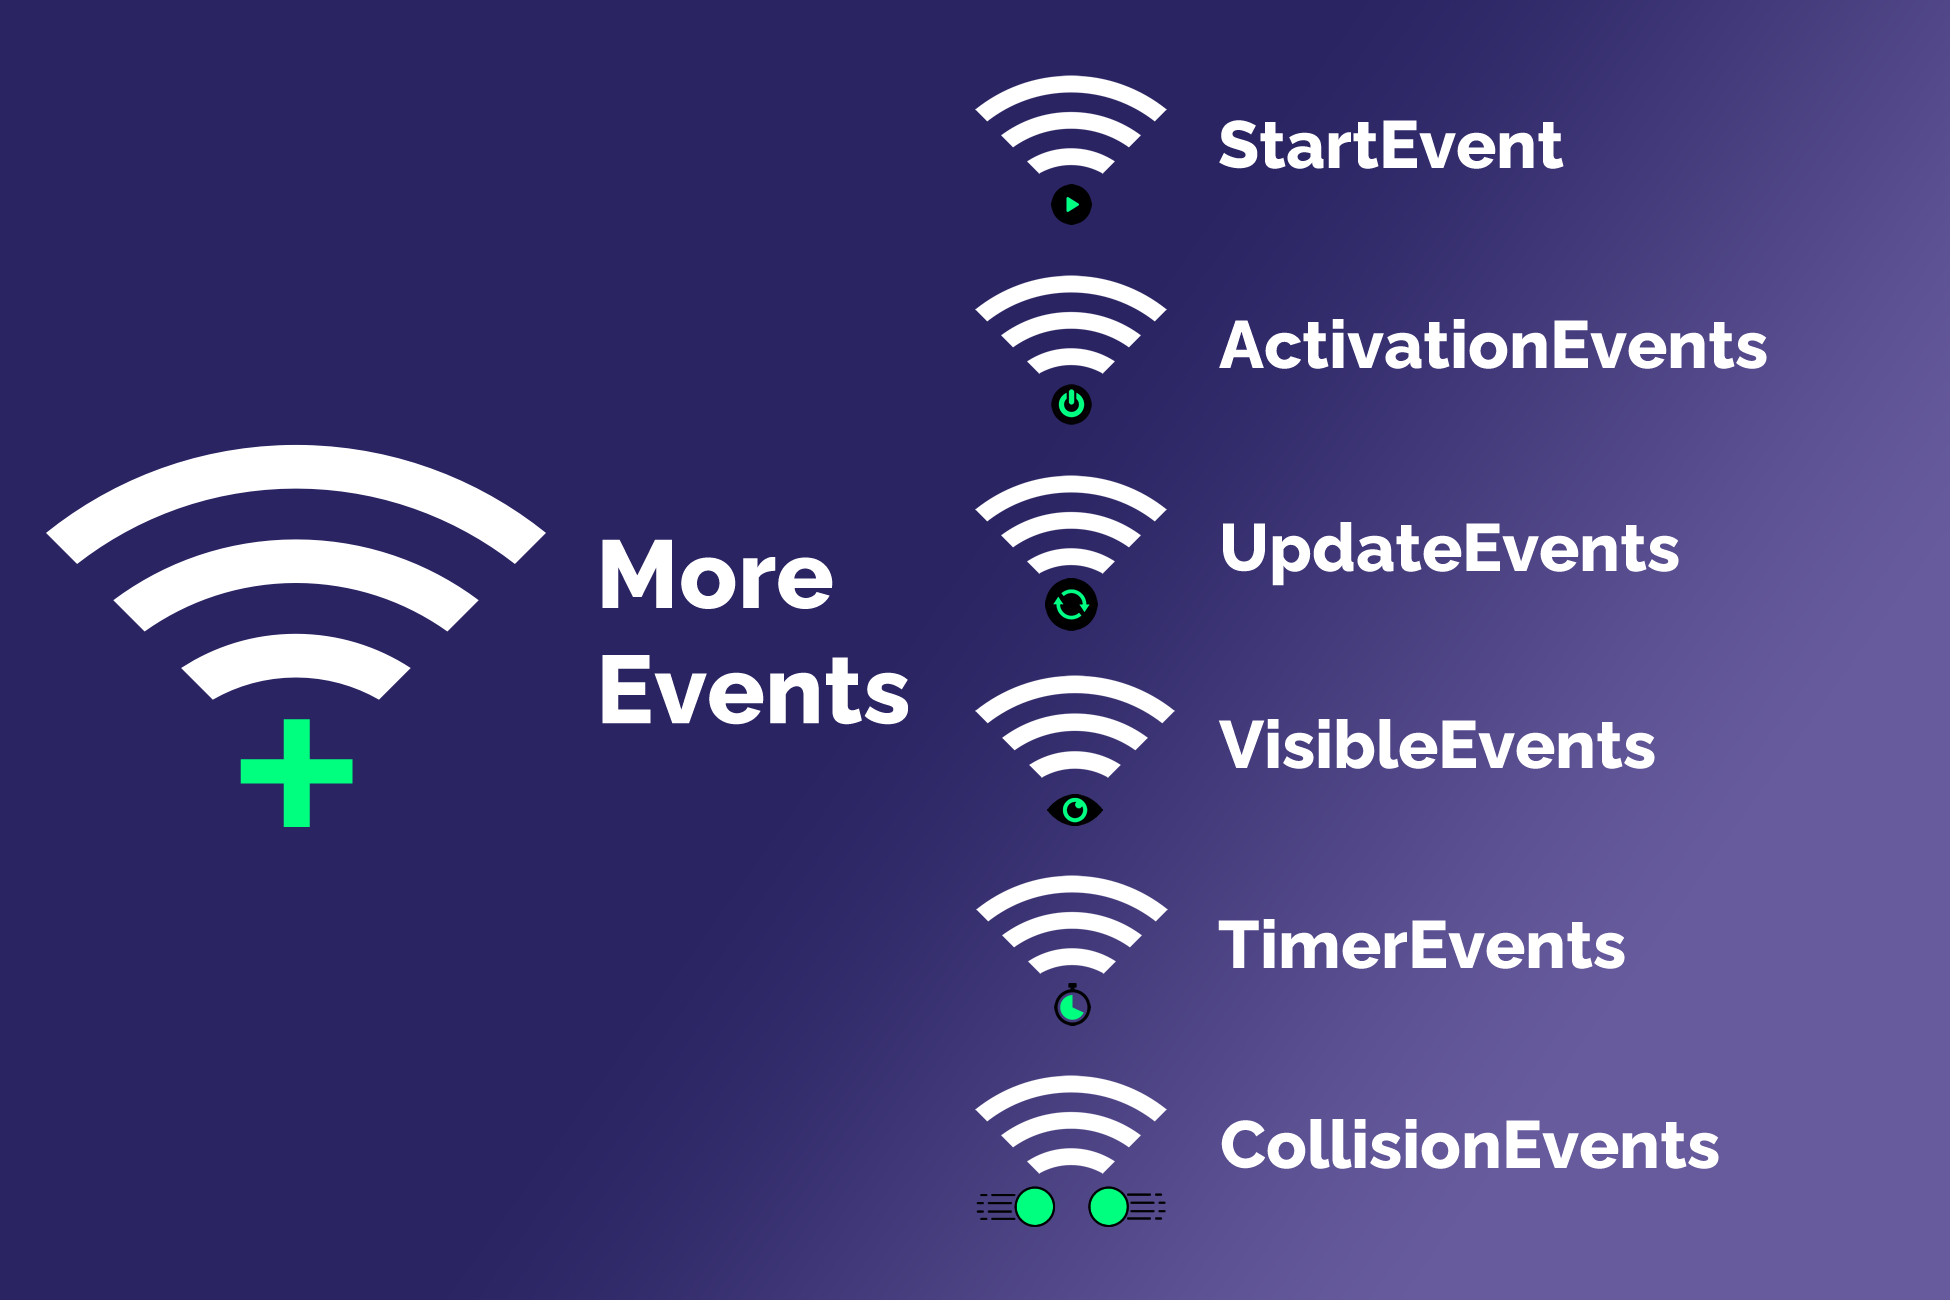 More
Events
StartEvent
ActivationEvents
UpdateEvents
VisibleEvents
TimerEvents
CollisionEvents